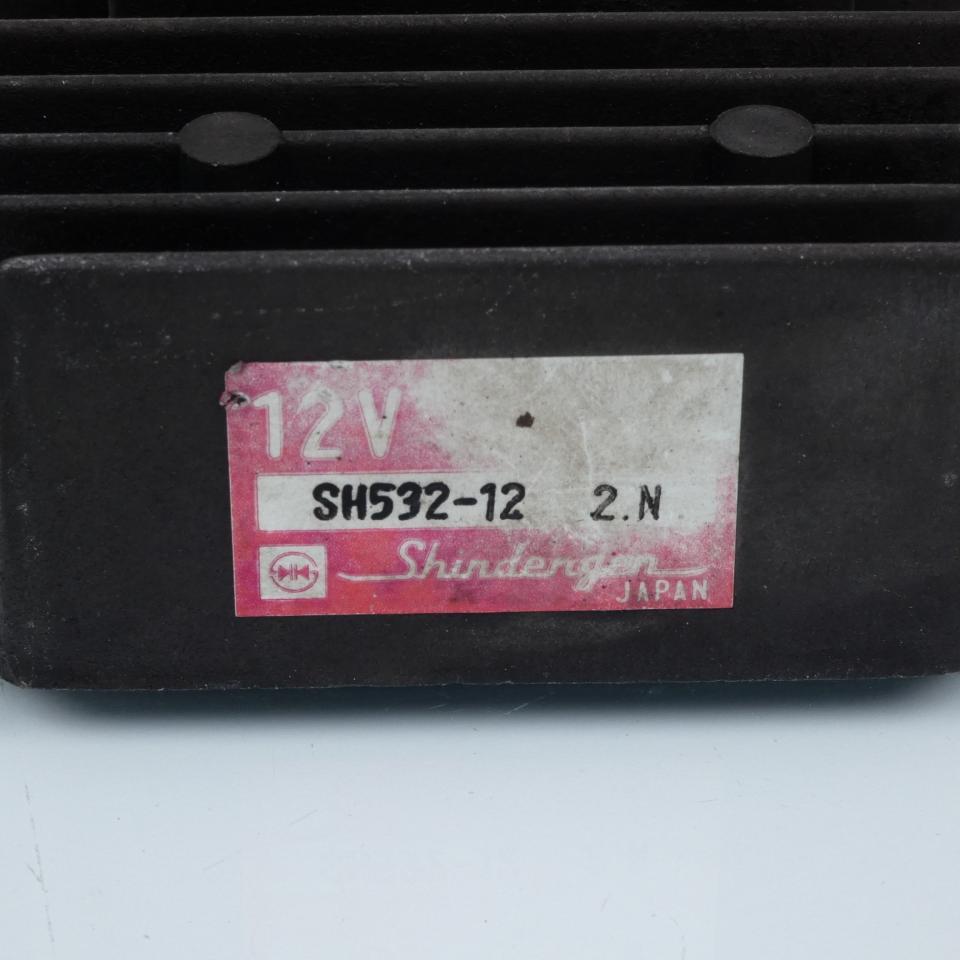 12V
SH532-12 2.N
Shindengen
JAPAN